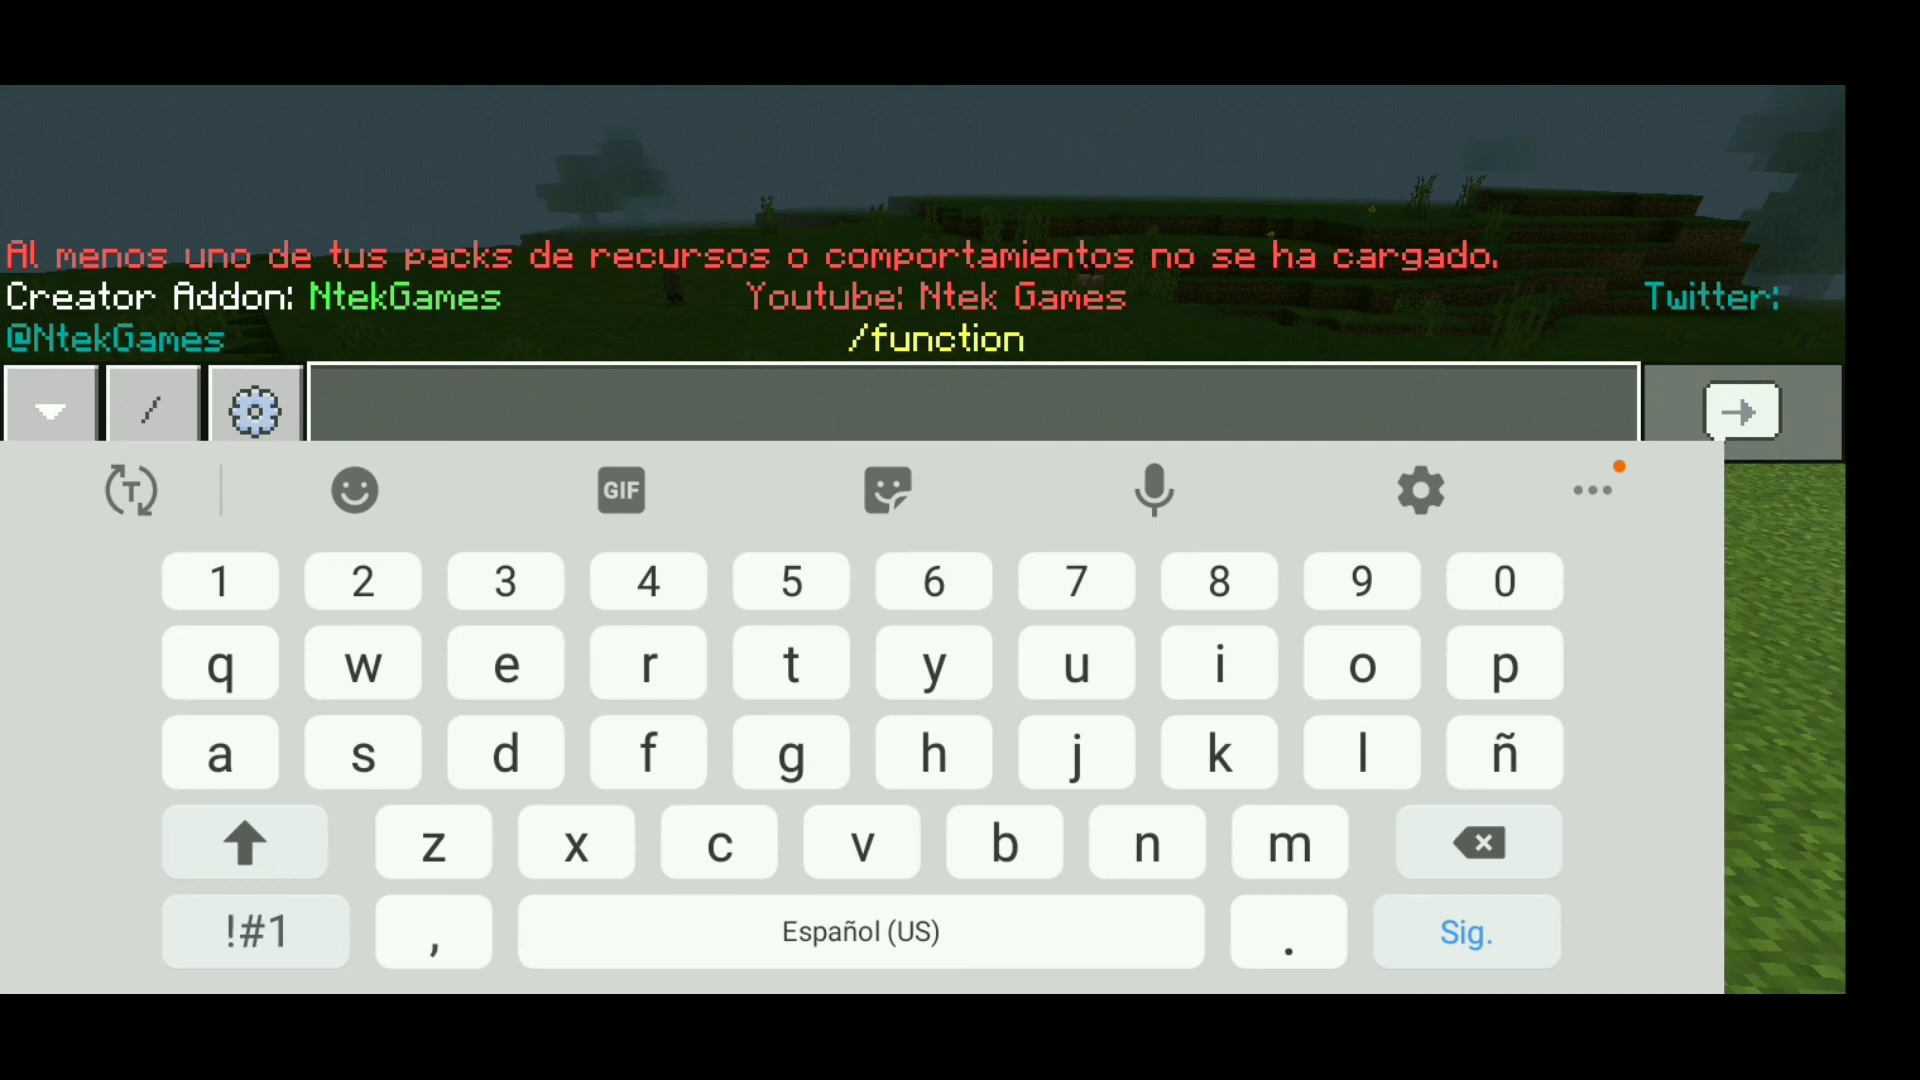 Al menos uno de tus packs de recursos o comportamientos no se ha cargado.
Creator Addon: NtekGames Youtube: Ntek Games Twitter:
@NtekGames /function
/
T GIF
1 2 3 4 5 6 7 8 9 0
q w e r t y u i o p
a s d f g h j k l ñ
z x c v b n m
!#1 , Español (US) . Sig.